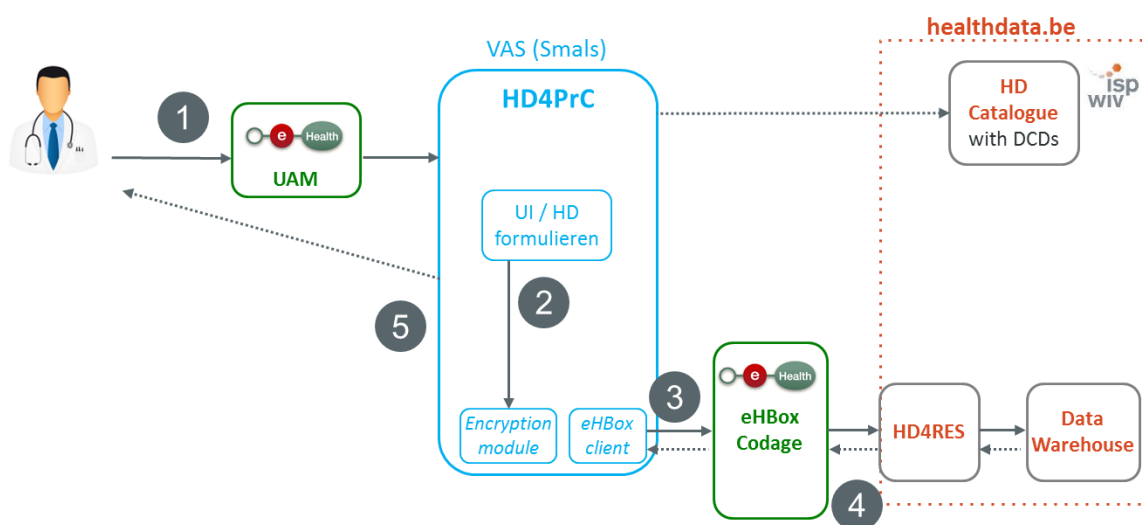 healthdata.be
VAS (Smals)
HD4PrC
HD
Catalogue
with DCDs
isp
wiv
1
e Health
UAM
UI / HD
formulieren
2
5
3
e Health
eHBox
Codage
Encryption
module
eHBox
client
HD4RES
Data
Warehouse
4